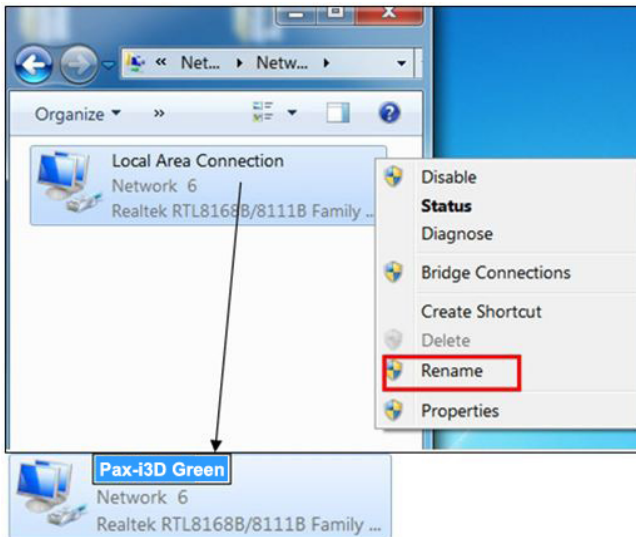 « Net... Netw...
Organize »
Local Area Connection
Network 6
Realtek RTL8168B/8111B Family ...
Disable
Status
Diagnose
Bridge Connections
Create Shortcut
Delete
Rename
Properties
Pax-i3D Green
Network 6
Realtek RTL8168B/8111B Family ...